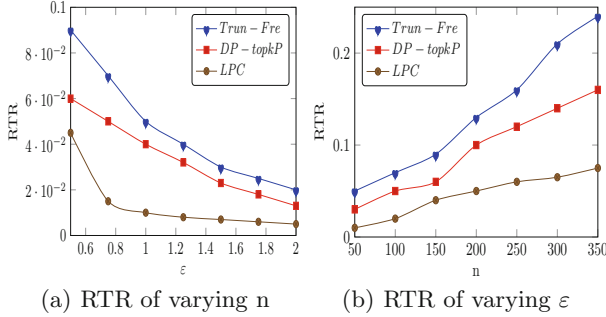 0.1
8·10⁻²
6·10⁻²
4·10⁻²
2·10⁻²
0
RTR
0.6 0.8 1 1.2 1.4 1.6 1.8 2
ε
Trun−Fre
DP−topkP
LPC
(a) RTR of varying n
0.2
0.1
0
RTR
50 100 150 200 250 300 350
n
Trun−Fre
DP−topkP
LPC
(b) RTR of varying ε